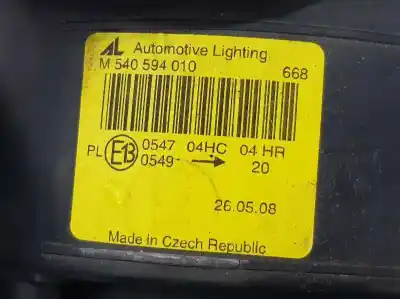 AL Automotive Lighting
M 540 594 010 668
PL E13 0547 04HC 04 HR
0549 → 20
26.05.08
Made in Czech Republic